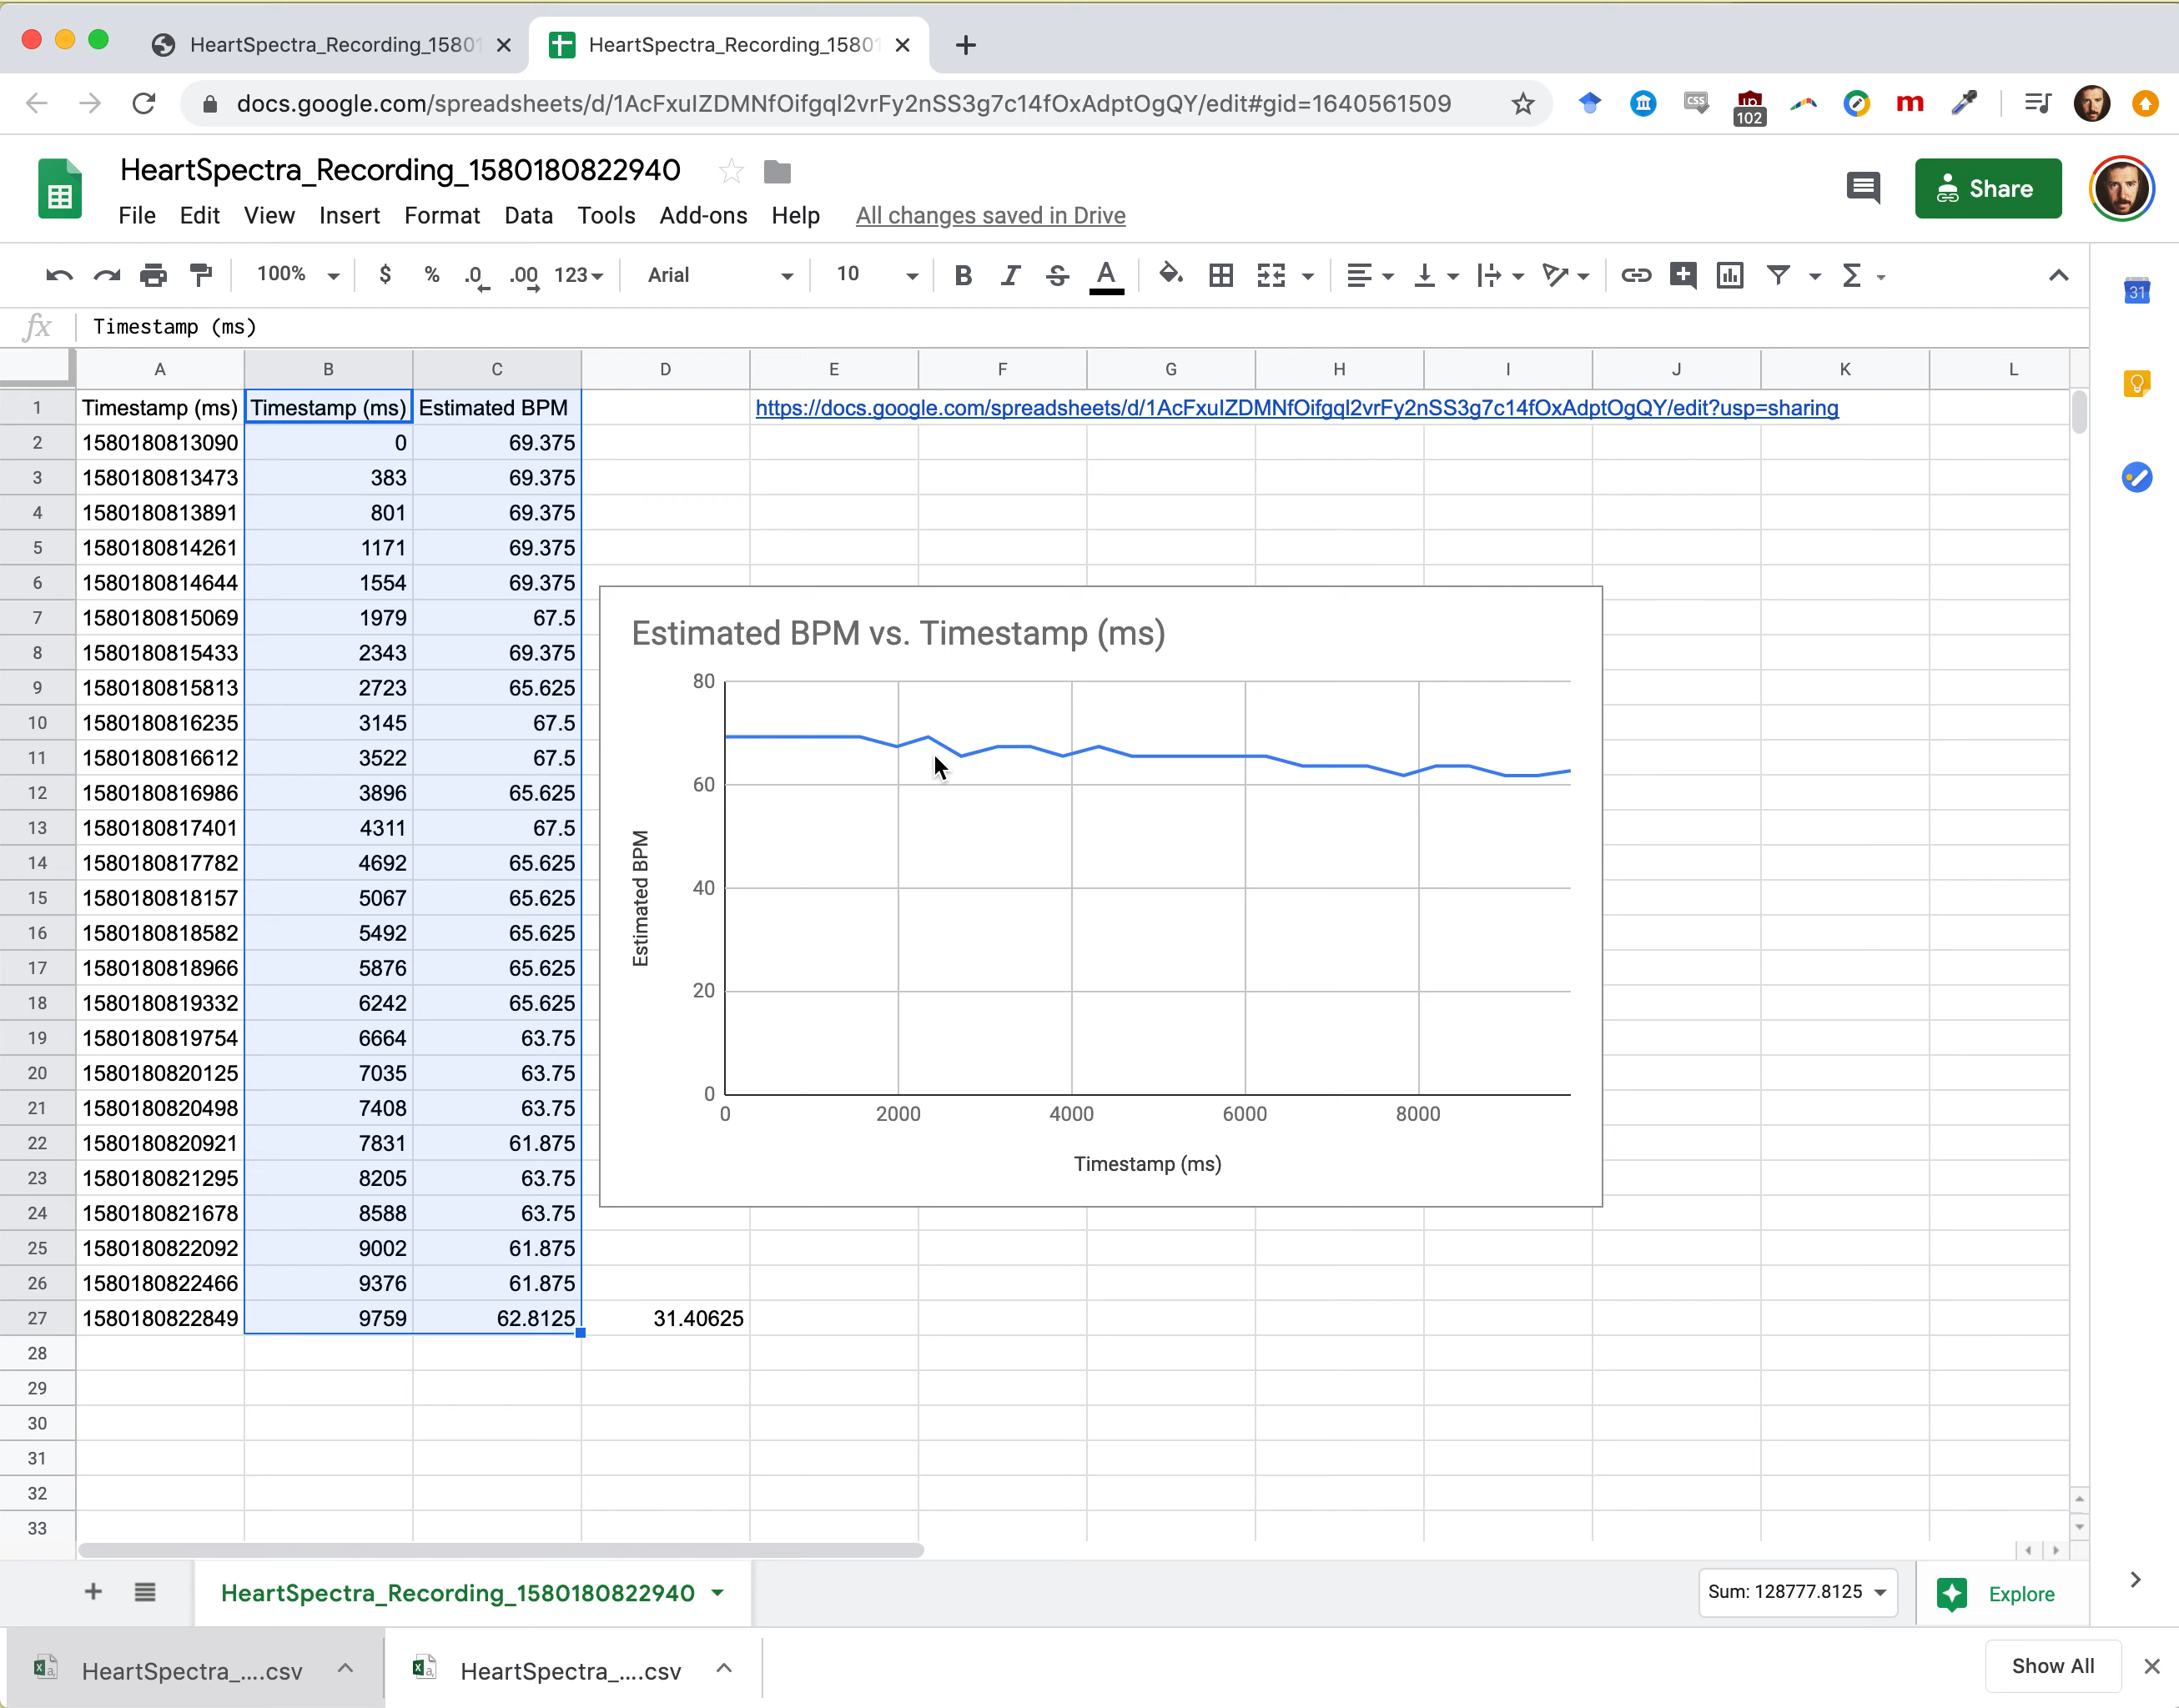 HeartSpectra_Recording_1580
HeartSpectra_Recording_1580
docs.google.com/spreadsheets/d/1AcFxuIZDMNfOifgqI2vrFy2nSS3g7c14fOxAdptOgQY/edit#gid=1640561509
CSS
102
m
HeartSpectra_Recording_1580180822940
File Edit View Insert Format Data Tools Add-ons Help All changes saved in Drive
Share
100% $ % .0 .00 123 Arial 10 B I S A
31
fx Timestamp (ms)
A B C D E F G H I J K L
1 Timestamp (ms) Timestamp (ms) Estimated BPM https://docs.google.com/spreadsheets/d/1AcFxuIZDMNfOifgqI2vrFy2nSS3g7c14fOxAdptOgQY/edit?usp=sharing
2 1580180813090 0 69.375
3 1580180813473 383 69.375
4 1580180813891 801 69.375
5 1580180814261 1171 69.375
6 1580180814644 1554 69.375
7 1580180815069 1979 67.5
8 1580180815433 2343 69.375
9 1580180815813 2723 65.625
10 1580180816235 3145 67.5
11 1580180816612 3522 67.5
12 1580180816986 3896 65.625
13 1580180817401 4311 67.5
14 1580180817782 4692 65.625
15 1580180818157 5067 65.625
16 1580180818582 5492 65.625
17 1580180818966 5876 65.625
18 1580180819332 6242 65.625
19 1580180819754 6664 63.75
20 1580180820125 7035 63.75
21 1580180820498 7408 63.75
22 1580180820921 7831 61.875
23 1580180821295 8205 63.75
24 1580180821678 8588 63.75
25 1580180822092 9002 61.875
26 1580180822466 9376 61.875
27 1580180822849 9759 62.8125 31.40625
28
29
30
31
32
33
Estimated BPM vs. Timestamp (ms)
80
60
40
20
0
Estimated BPM
0 2000 4000 6000 8000
Timestamp (ms)
HeartSpectra_Recording_1580180822940
Sum: 128777.8125
Explore
HeartSpectra_....csv
HeartSpectra_....csv
Show All